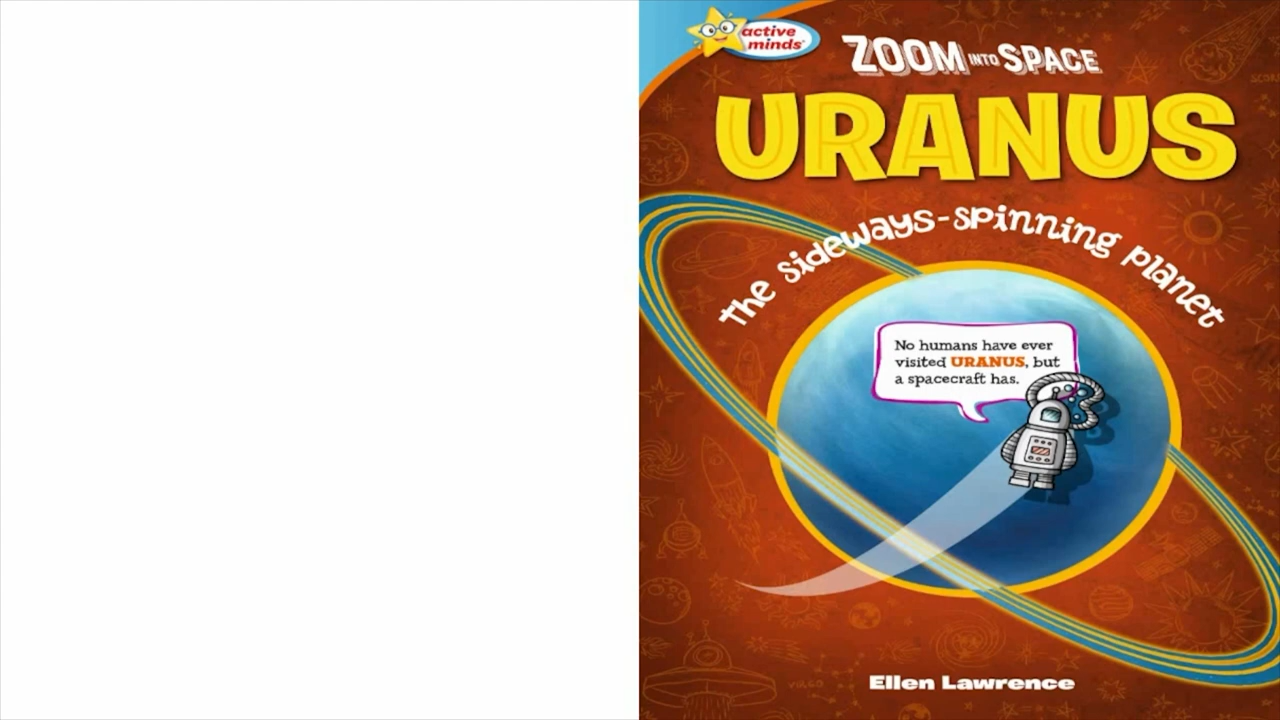 active
minds
ZOOM INTO SPACE
URANUS
The sideways-spinning planet
No humans have ever
visited URANUS, but
a spacecraft has.
Ellen Lawrence